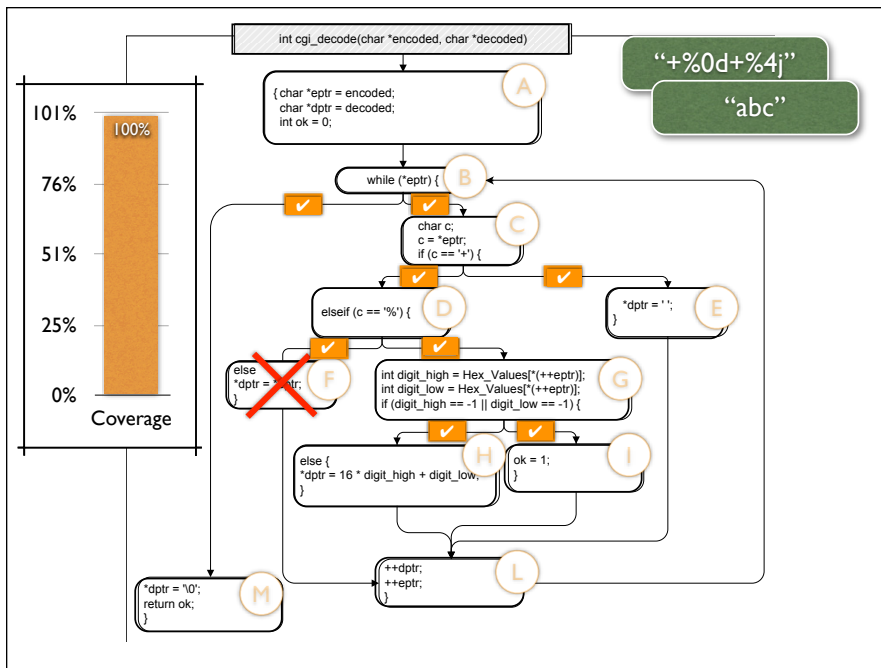 int cgi_decode(char *encoded, char *decoded)
“+%0d+%4j”
“abc”
{ char *eptr = encoded;
char *dptr = decoded;
int ok = 0;
A
101%
100%
76%
51%
25%
0%
Coverage
while (*eptr) {
B
✔
✔
char c;
c = *eptr;
if (c == '+') {
C
✔
✔
elseif (c == '%') {
D
*dptr = ' ';
}
E
✔
✔
else
*dptr =
}
F
int digit_high = Hex_Values[*(++eptr)];
int digit_low = Hex_Values[*(++eptr)];
if (digit_high == -1 || digit_low == -1) {
G
✔
✔
else {
*dptr = 16 * digit_high + digit_low;
}
H
ok = 1;
}
I
*dptr = '\0';
return ok;
}
M
++dptr;
++eptr;
}
L